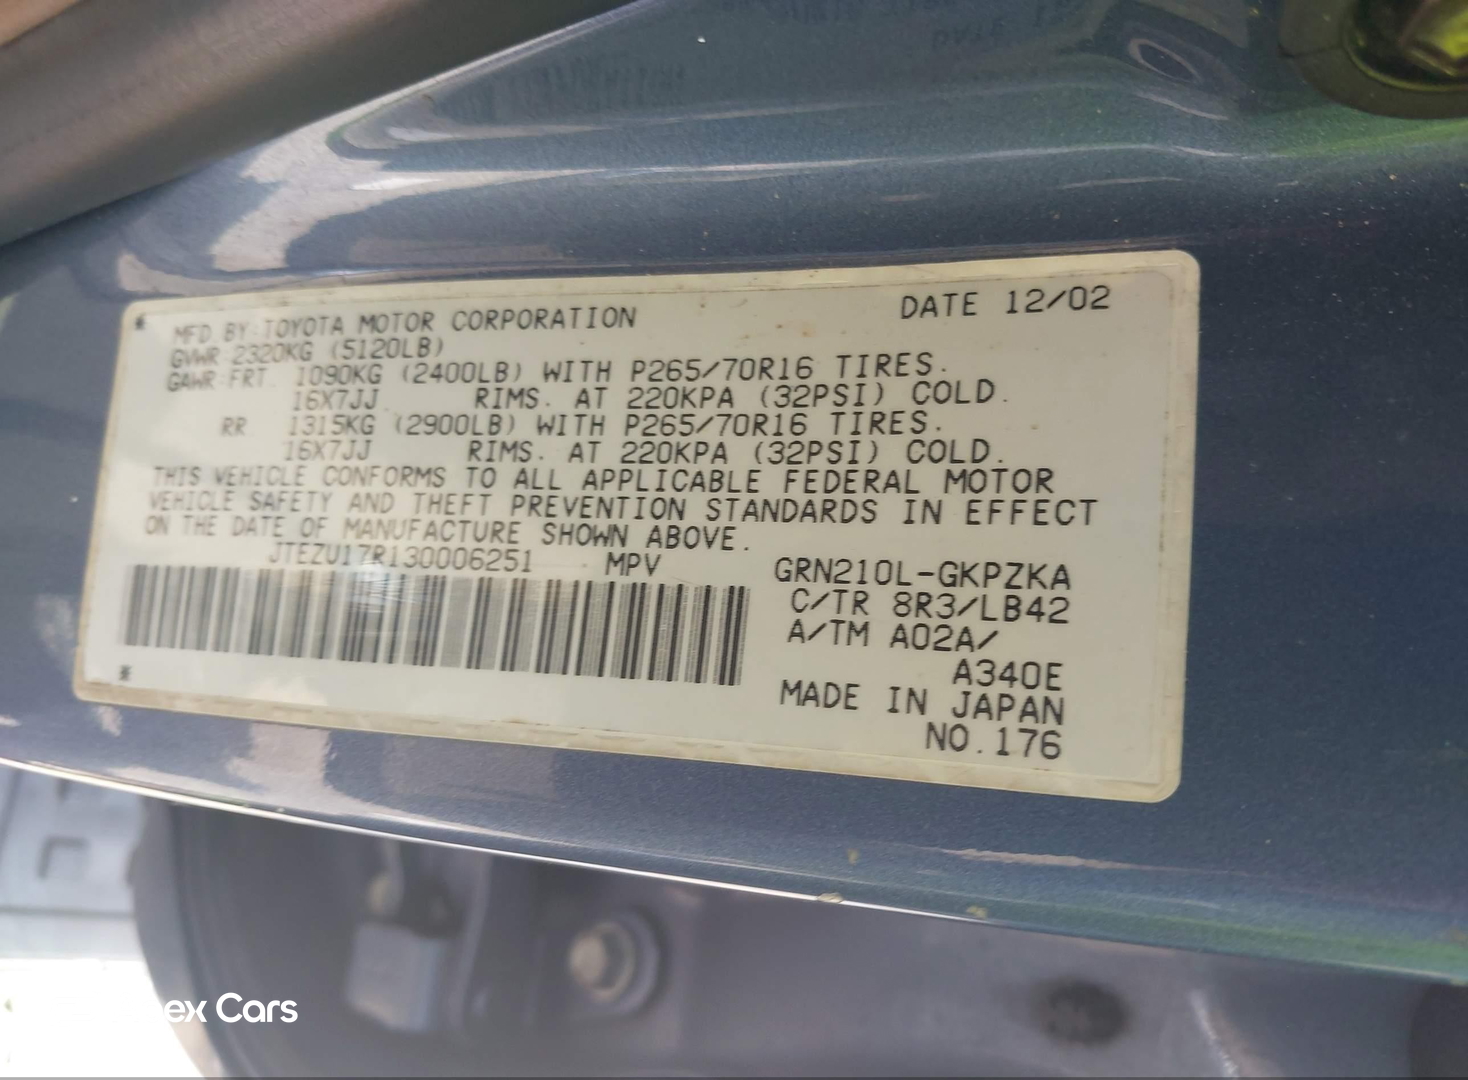 * MFD BY TOYOTA MOTOR CORPORATION DATE 12/02
GVWR 2320KG (5120LB)
GAWR FRT 1090KG (2400LB) WITH P265/70R16 TIRES.
16X7JJ RIMS. AT 220KPA (32PSI) COLD.
RR 1315KG (2900LB) WITH P265/70R16 TIRES.
16X7JJ RIMS. AT 220KPA (32PSI) COLD.
THIS VEHICLE CONFORMS TO ALL APPLICABLE FEDERAL MOTOR
VEHICLE SAFETY AND THEFT PREVENTION STANDARDS IN EFFECT
ON THE DATE OF MANUFACTURE SHOWN ABOVE.
JTEZU17R130006251 MPV GRN210L-GKPZKA
C/TR 8R3/LB42
A/TM A02A/
A340E
* MADE IN JAPAN
NO.176
Cars